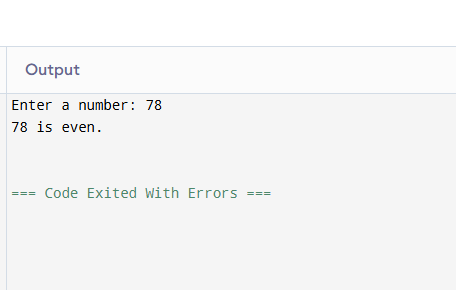 Output
Enter a number: 78
78 is even.
=== Code Exited With Errors ===